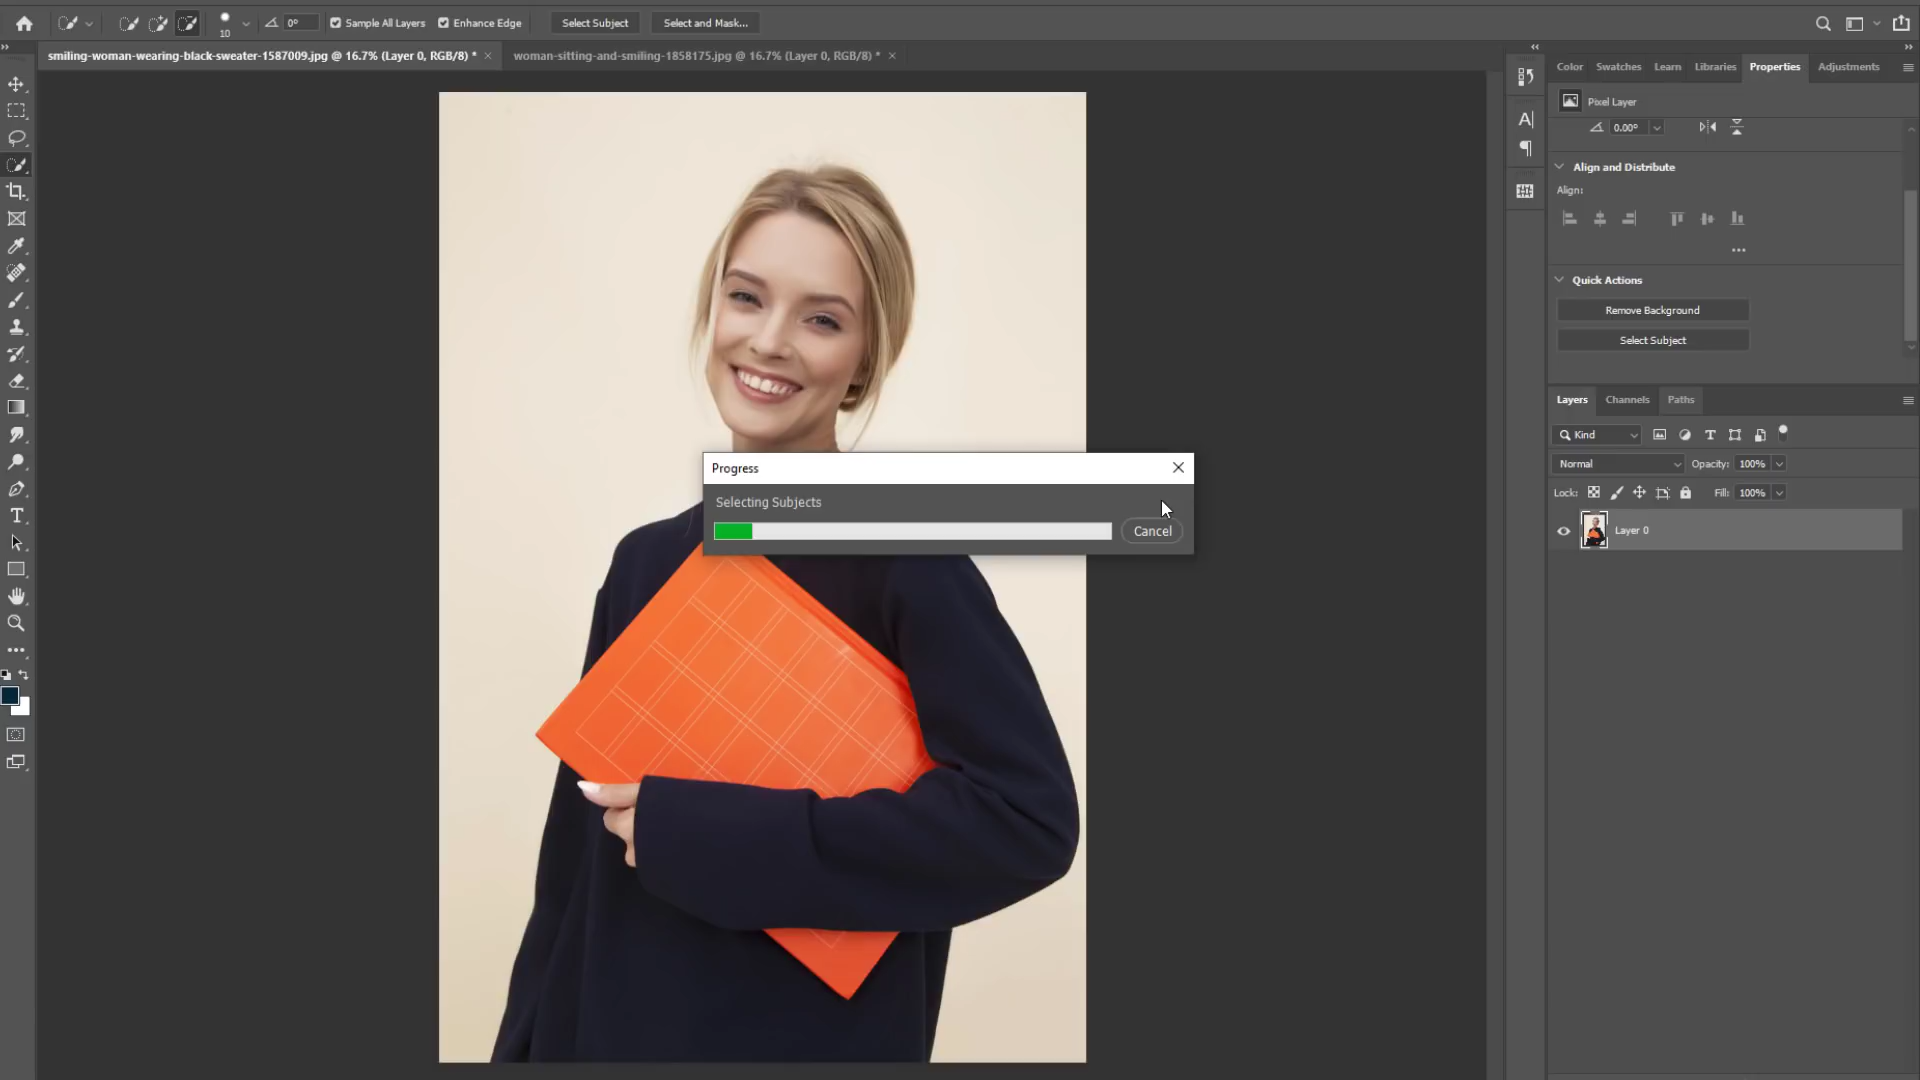 10
0°
Sample All Layers
Enhance Edge
Select Subject
Select and Mask...
smiling-woman-wearing-black-sweater-1587009.jpg @ 16.7% (Layer 0, RGB/8) *
woman-sitting-and-smiling-1858175.jpg @ 16.7% (Layer 0, RGB/8) *
Color
Swatches
Learn
Libraries
Properties
Adjustments
Pixel Layer
0.00°
Align and Distribute
Align:
Quick Actions
Remove Background
Select Subject
Progress
Selecting Subjects
Cancel
Layers
Channels
Paths
Kind
Normal
Opacity: 100%
Lock:
Fill: 100%
Layer 0